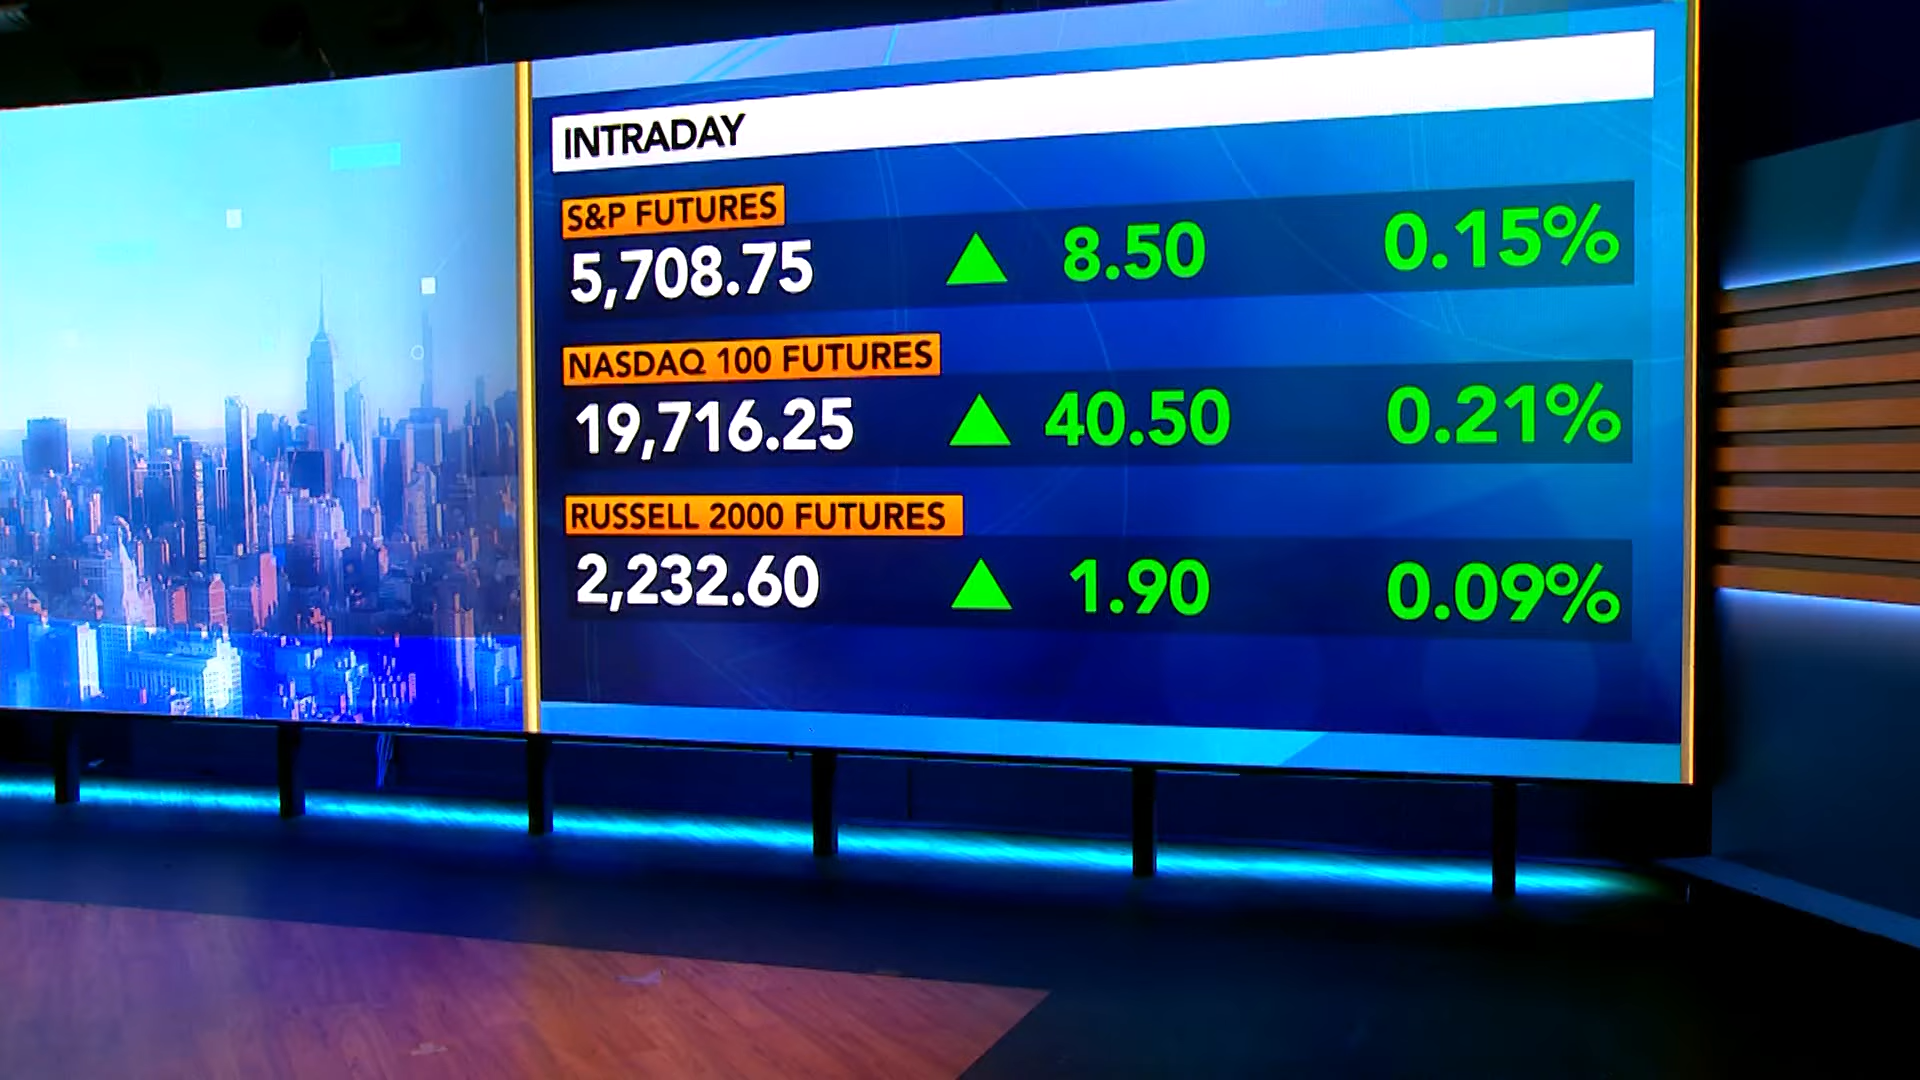 INTRADAY
S&P FUTURES
5,708.75 ▲ 8.50 0.15%
NASDAQ 100 FUTURES
19,716.25 ▲ 40.50 0.21%
RUSSELL 2000 FUTURES
2,232.60 ▲ 1.90 0.09%